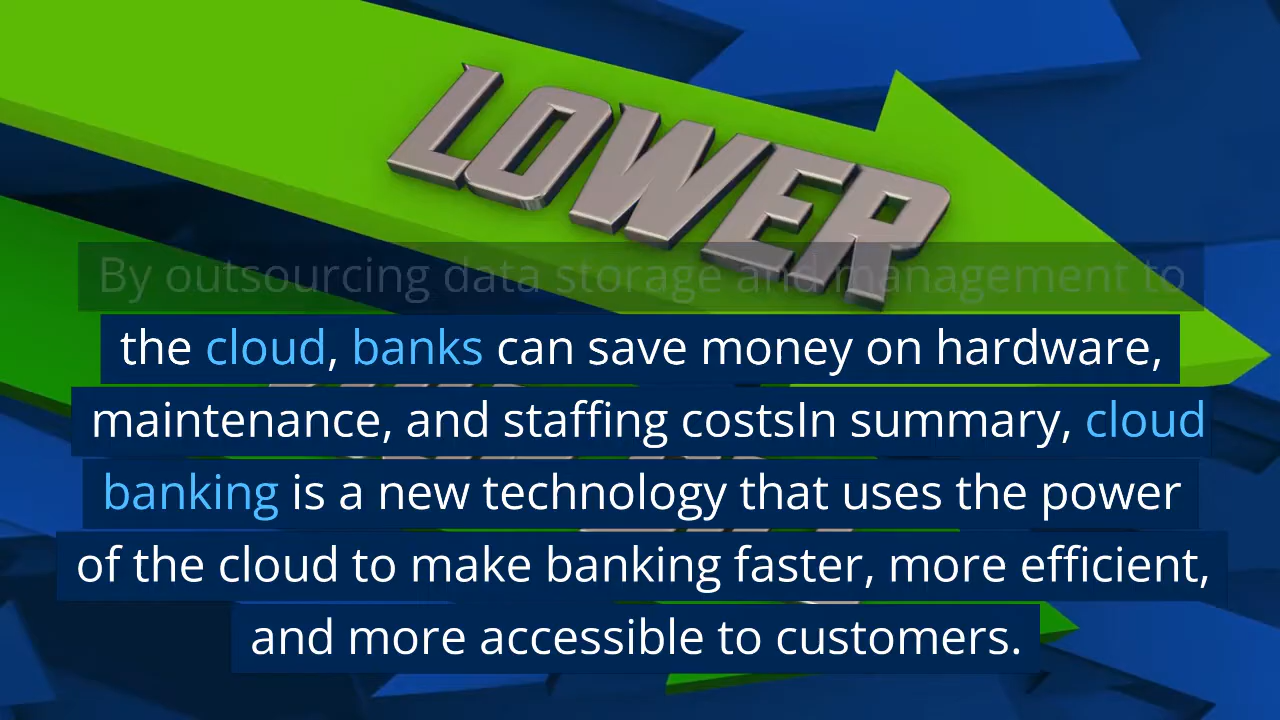 LOWER
By outsourcing data storage and management to
the cloud, banks can save money on hardware,
maintenance, and staffing costsIn summary, cloud
banking is a new technology that uses the power
of the cloud to make banking faster, more efficient,
and more accessible to customers.